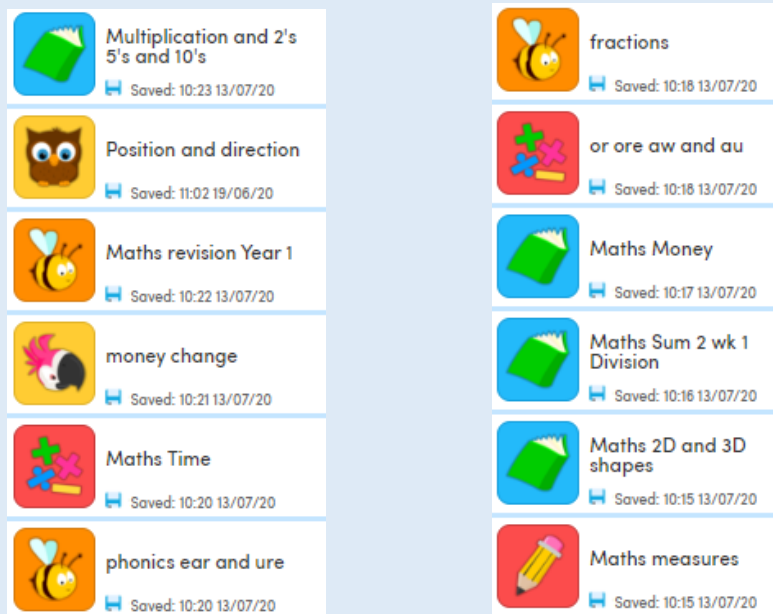 Multiplication and 2's
5's and 10's
Saved: 10:23 13/07/20
Position and direction
Saved: 11:02 19/06/20
Maths revision Year 1
Saved: 10:22 13/07/20
money change
Saved: 10:21 13/07/20
Maths Time
Saved: 10:20 13/07/20
phonics ear and ure
Saved: 10:20 13/07/20
fractions
Saved: 10:18 13/07/20
or ore aw and au
Saved: 10:18 13/07/20
Maths Money
Saved: 10:17 13/07/20
Maths Sum 2 wk 1
Division
Saved: 10:16 13/07/20
Maths 2D and 3D
shapes
Saved: 10:15 13/07/20
Maths measures
Saved: 10:15 13/07/20